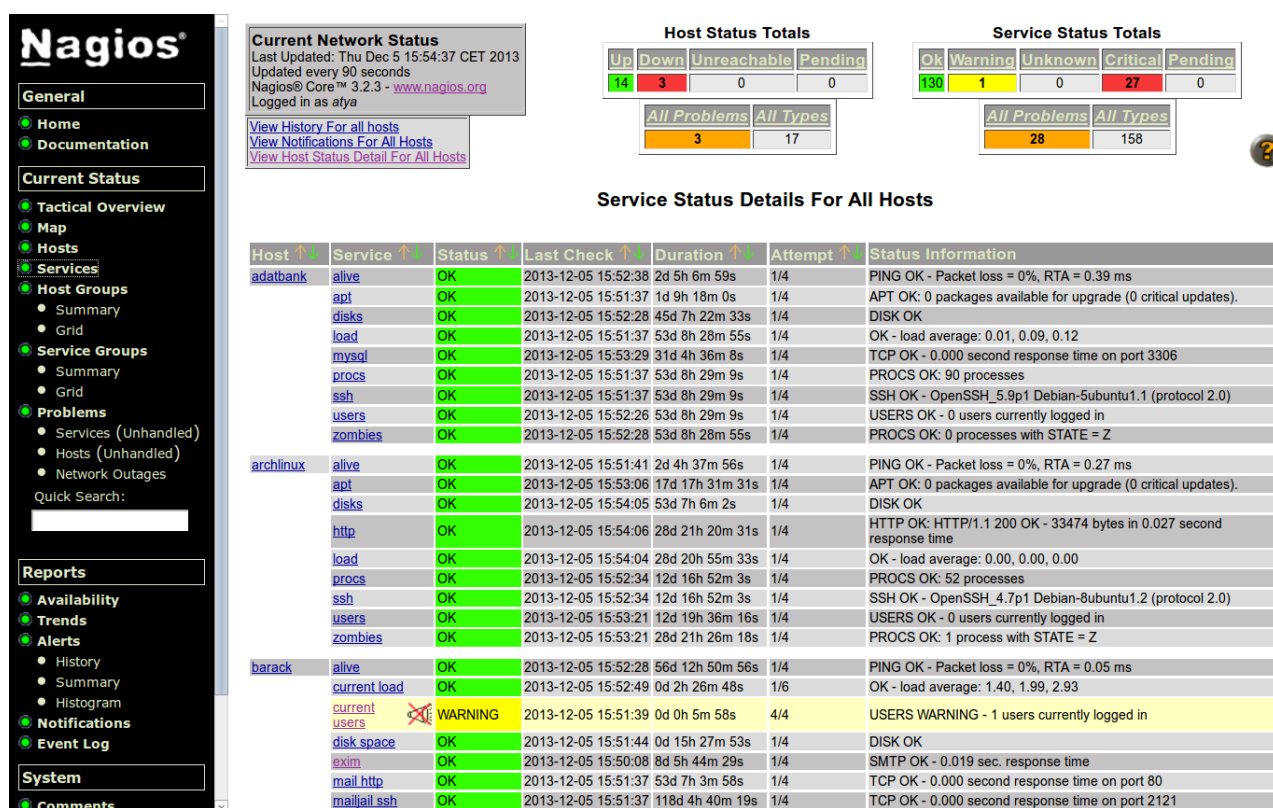 Nagios®
General
Home
Documentation
Current Status
Tactical Overview
Map
Hosts
Services
Host Groups
Summary
Grid
Service Groups
Summary
Grid
Problems
Services (Unhandled)
Hosts (Unhandled)
Network Outages
Quick Search:
Reports
Availability
Trends
Alerts
History
Summary
Histogram
Notifications
Event Log
System
Comments
Current Network Status
Last Updated: Thu Dec 5 15:54:37 CET 2013
Updated every 90 seconds
Nagios® Core™ 3.2.3 - www.nagios.org
Logged in as atya
View History For all hosts
View Notifications For All Hosts
View Host Status Detail For All Hosts
Host Status Totals
Up Down Unreachable Pending
14 3 0 0
All Problems All Types
3 17
Service Status Totals
Ok Warning Unknown Critical Pending
130 1 0 27 0
All Problems All Types
28 158
?
Service Status Details For All Hosts
Host Service Status Last Check Duration Attempt Status Information
adatbank alive OK 2013-12-05 15:52:38 2d 5h 6m 59s 1/4 PING OK - Packet loss = 0%, RTA = 0.39 ms
apt OK 2013-12-05 15:51:37 1d 9h 18m 0s 1/4 APT OK: 0 packages available for upgrade (0 critical updates).
disks OK 2013-12-05 15:52:28 45d 7h 22m 33s 1/4 DISK OK
load OK 2013-12-05 15:51:37 53d 8h 28m 55s 1/4 OK - load average: 0.01, 0.09, 0.12
mysql OK 2013-12-05 15:53:29 31d 4h 36m 8s 1/4 TCP OK - 0.000 second response time on port 3306
procs OK 2013-12-05 15:51:37 53d 8h 29m 9s 1/4 PROCS OK: 90 processes
ssh OK 2013-12-05 15:51:37 53d 8h 29m 9s 1/4 SSH OK - OpenSSH_5.9p1 Debian-5ubuntu1.1 (protocol 2.0)
users OK 2013-12-05 15:52:26 53d 8h 29m 9s 1/4 USERS OK - 0 users currently logged in
zombies OK 2013-12-05 15:52:28 53d 8h 28m 55s 1/4 PROCS OK: 0 processes with STATE = Z
archlinux alive OK 2013-12-05 15:51:41 2d 4h 37m 56s 1/4 PING OK - Packet loss = 0%, RTA = 0.27 ms
apt OK 2013-12-05 15:53:06 17d 17h 31m 31s 1/4 APT OK: 0 packages available for upgrade (0 critical updates).
disks OK 2013-12-05 15:54:05 53d 7h 6m 2s 1/4 DISK OK
http OK 2013-12-05 15:54:06 28d 21h 20m 31s 1/4 HTTP OK: HTTP/1.1 200 OK - 33474 bytes in 0.027 second
response time
load OK 2013-12-05 15:54:04 28d 20h 55m 33s 1/4 OK - load average: 0.00, 0.00, 0.00
procs OK 2013-12-05 15:52:34 12d 16h 52m 3s 1/4 PROCS OK: 52 processes
ssh OK 2013-12-05 15:52:34 12d 16h 52m 3s 1/4 SSH OK - OpenSSH_4.7p1 Debian-8ubuntu1.2 (protocol 2.0)
users OK 2013-12-05 15:53:21 12d 19h 36m 16s 1/4 USERS OK - 0 users currently logged in
zombies OK 2013-12-05 15:53:21 28d 21h 26m 18s 1/4 PROCS OK: 1 process with STATE = Z
barack alive OK 2013-12-05 15:52:28 56d 12h 50m 56s 1/4 PING OK - Packet loss = 0%, RTA = 0.05 ms
current load OK 2013-12-05 15:52:49 0d 2h 26m 48s 1/6 OK - load average: 1.40, 1.99, 2.93
current users WARNING 2013-12-05 15:51:39 0d 0h 5m 58s 4/4 USERS WARNING - 1 users currently logged in
disk space OK 2013-12-05 15:51:44 0d 15h 27m 53s 1/4 DISK OK
exim OK 2013-12-05 15:50:08 8d 5h 44m 29s 1/4 SMTP OK - 0.019 sec. response time
mail http OK 2013-12-05 15:51:37 53d 7h 3m 58s 1/4 TCP OK - 0.000 second response time on port 80
mailjail ssh OK 2013-12-05 15:51:37 118d 4h 40m 19s 1/4 TCP OK - 0.000 second response time on port 2121